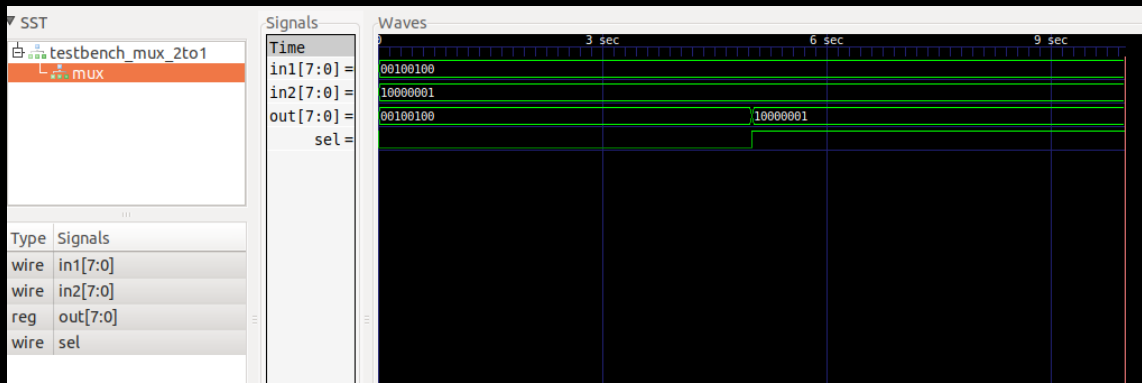 SST
testbench_mux_2to1
mux
Type Signals
wire in1[7:0]
wire in2[7:0]
reg out[7:0]
wire sel
Signals
Time
in1[7:0] =
in2[7:0] =
out[7:0] =
sel =
Waves
0 3 sec 6 sec 9 sec
00100100
10000001
00100100 10000001